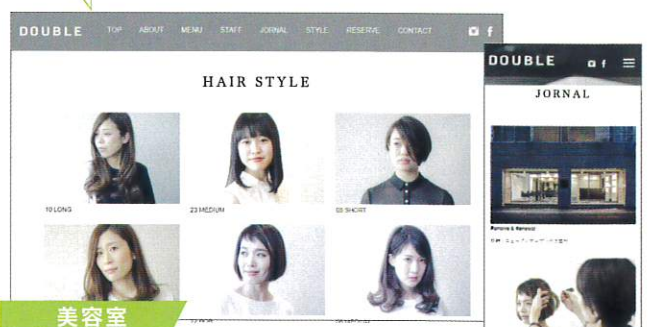 DOUBLE TOP ABOUT MENU STAFF JORNAL STYLE RESERVE CONTACT
HAIR STYLE
10 LONG 23 MEDIUM 03 SHORT
美容室
DOUBLE
JORNAL